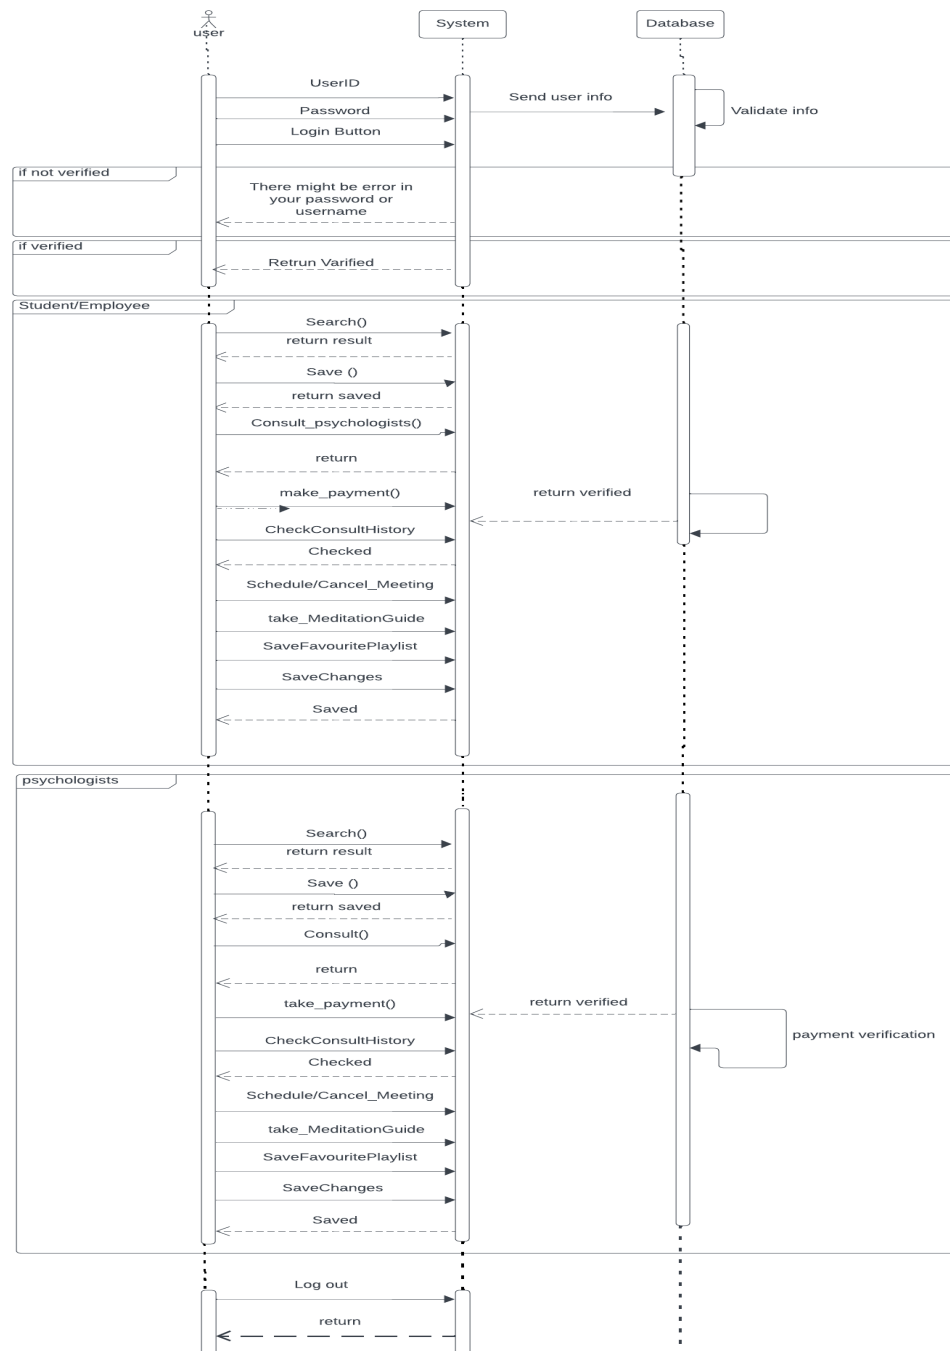 user
System
Database
UserID
Send user info
Password
Validate info
Login Button
if not verified
There might be error in
your password or
username
if verified
Retrun Varified
Student/Employee
Search()
return result
Save ()
return saved
Consult_psychologists()
return
make_payment()
return verified
CheckConsultHistory
Checked
Schedule/Cancel_Meeting
take_MeditationGuide
SaveFavouritePlaylist
SaveChanges
Saved
psychologists
Search()
return result
Save ()
return saved
Consult()
return
take_payment()
return verified
payment verification
CheckConsultHistory
Checked
Schedule/Cancel_Meeting
take_MeditationGuide
SaveFavouritePlaylist
SaveChanges
Saved
Log out
return